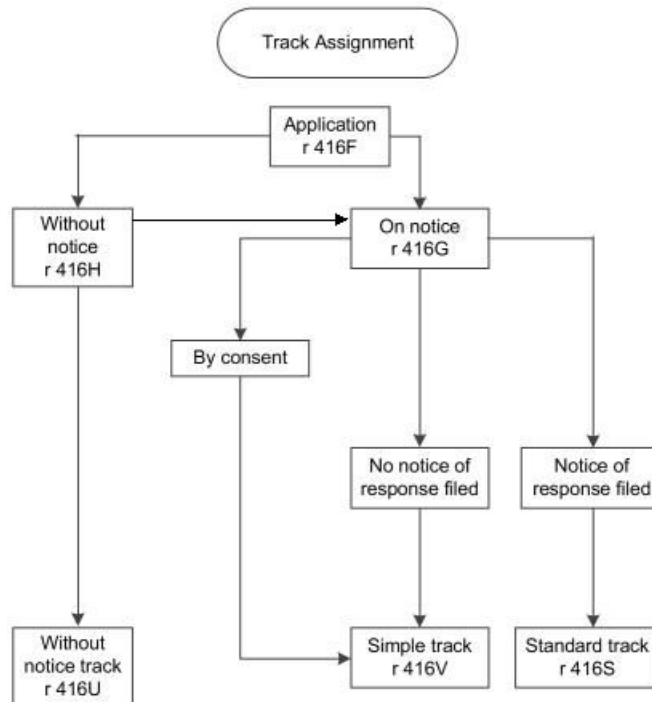 Track Assignment
Application
r 416F
Without
notice
r 416H
On notice
r 416G
By consent
No notice of
response filed
Notice of
response filed
Without
notice track
r 416U
Simple track
r 416V
Standard track
r 416S